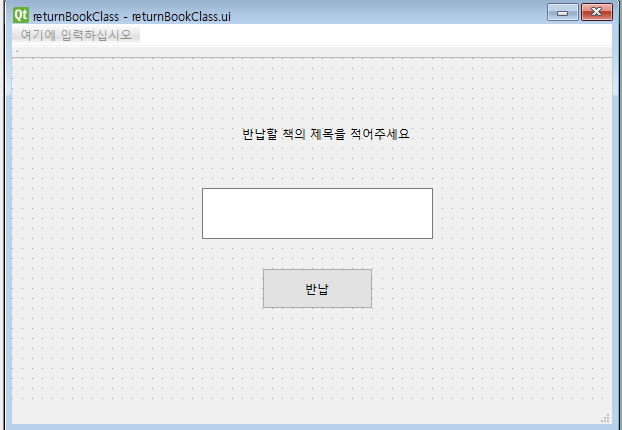 Qt returnBookClass - returnBookClass.ui
여기에 입력하십시오
반납할 책의 제목을 적어주세요
반납